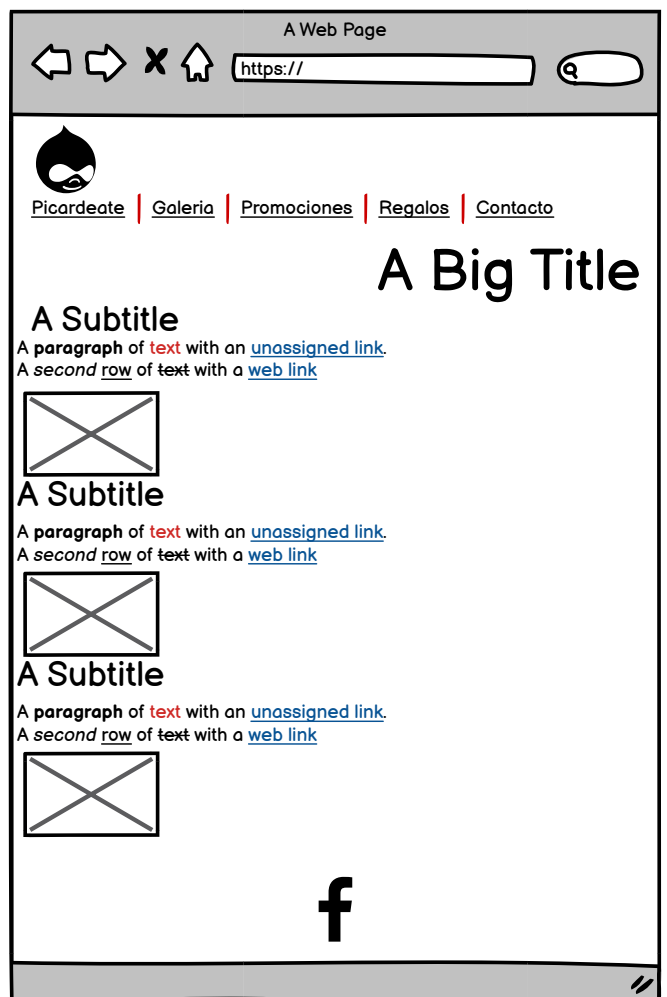 A Web Page
https://
Picardeate Galeria Promociones Regalos Contacto
A Big Title
A Subtitle
A paragraph of text with an unassigned link.
A second row of text with a web link
A Subtitle
A paragraph of text with an unassigned link.
A second row of text with a web link
A Subtitle
A paragraph of text with an unassigned link.
A second row of text with a web link
f